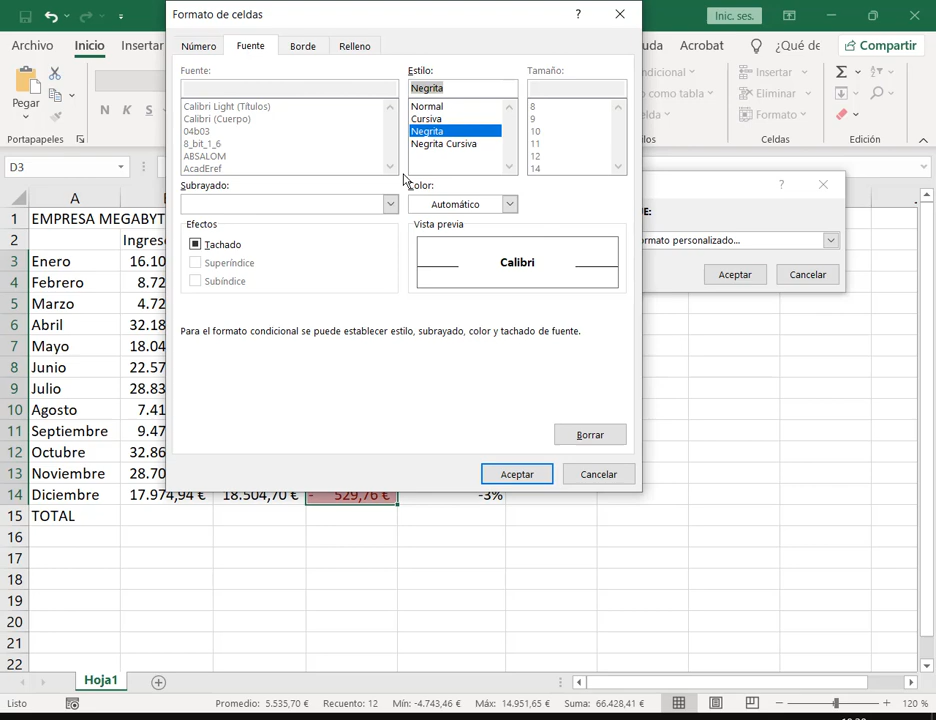 Formato de celdas
Inic. ses.
Archivo Inicio Insertar
Número Fuente Borde Relleno
Acrobat ¿Qué de Compartir
Pegar
Portapapeles
N K S
Fuente:
Calibri Light (Títulos)
Calibri (Cuerpo)
04b03
8_bit_1_6
ABSALOM
AcadEref
Estilo:
Negrita
Normal
Cursiva
Negrita
Negrita Cursiva
Tamaño:
8
9
10
11
12
14
Subrayado:
Color:
Automático
Efectos
Tachado
Superíndice
Subíndice
Vista previa
Calibri
Para el formato condicional se puede establecer estilo, subrayado, color y tachado de fuente.
Borrar
Aceptar Cancelar
Insertar
Eliminar
Formato
Celdas
Edición
D3
ormato personalizado...
Aceptar Cancelar
A
1 EMPRESA MEGABYT
2 Ingres
3 Enero 16.10
4 Febrero 8.72
5 Marzo 4.72
6 Abril 32.18
7 Mayo 18.04
8 Junio 22.57
9 Julio 28.83
10 Agosto 7.41
11 Septiembre 9.47
12 Octubre 32.86
13 Noviembre 28.70
14 Diciembre 17.974,94 € 18.504,70 € - 529,76 € -3%
15 TOTAL
16
17
18
19
20
21
22
Hoja1
Listo Promedio: 5.535,70 € Recuento: 12 Mín: -4.743,46 € Máx: 14.951,65 € Suma: 66.428,41 € 120 %